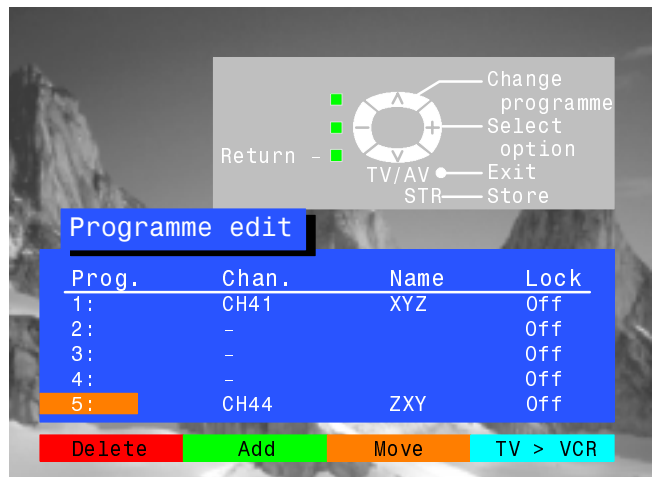 Change
programme
Select
option
Return –
TV/AV Exit
STR Store
Programme edit
Prog. Chan. Name Lock
1: CH41 XYZ Off
2: – Off
3: – Off
4: – Off
5: CH44 ZXY Off
Delete Add Move TV > VCR